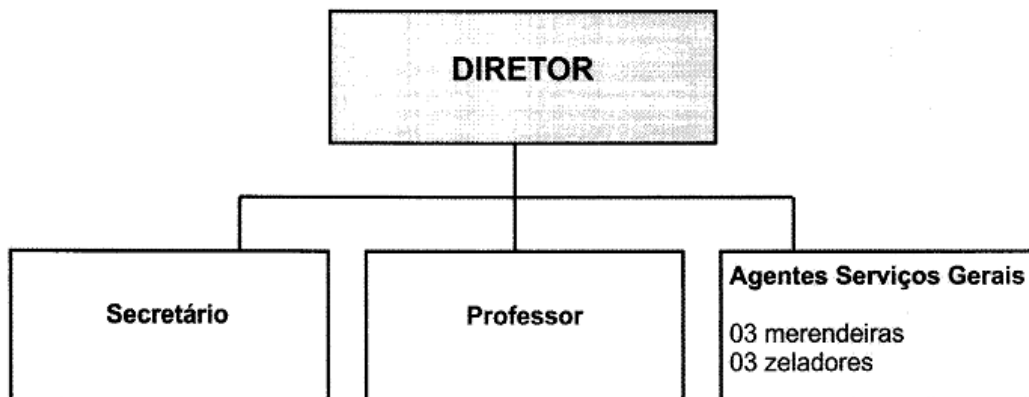 DIRETOR
Secretário
Professor
Agentes Serviços Gerais
03 merendeiras
03 zeladores